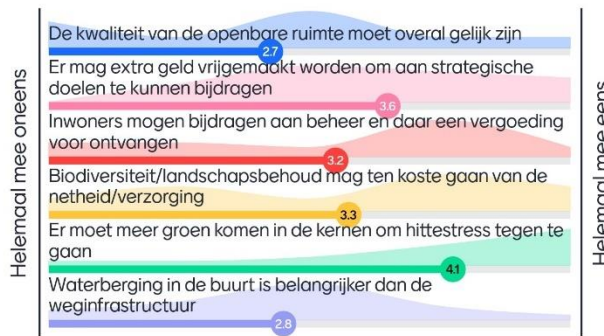 Helemaal mee oneens
De kwaliteit van de openbare ruimte moet overal gelijk zijn
2.7
Er mag extra geld vrijgemaakt worden om aan strategische
doelen te kunnen bijdragen
3.6
Inwoners mogen bijdragen aan beheer en daar een vergoeding
voor ontvangen
3.2
Biodiversiteit/landschapsbehoud mag ten koste gaan van de
netheid/verzorging
3.3
Er moet meer groen komen in de kernen om hittestress tegen te
gaan
4.1
Waterberging in de buurt is belangrijker dan de
weginfrastructuur
2.8
Helemaal mee eens